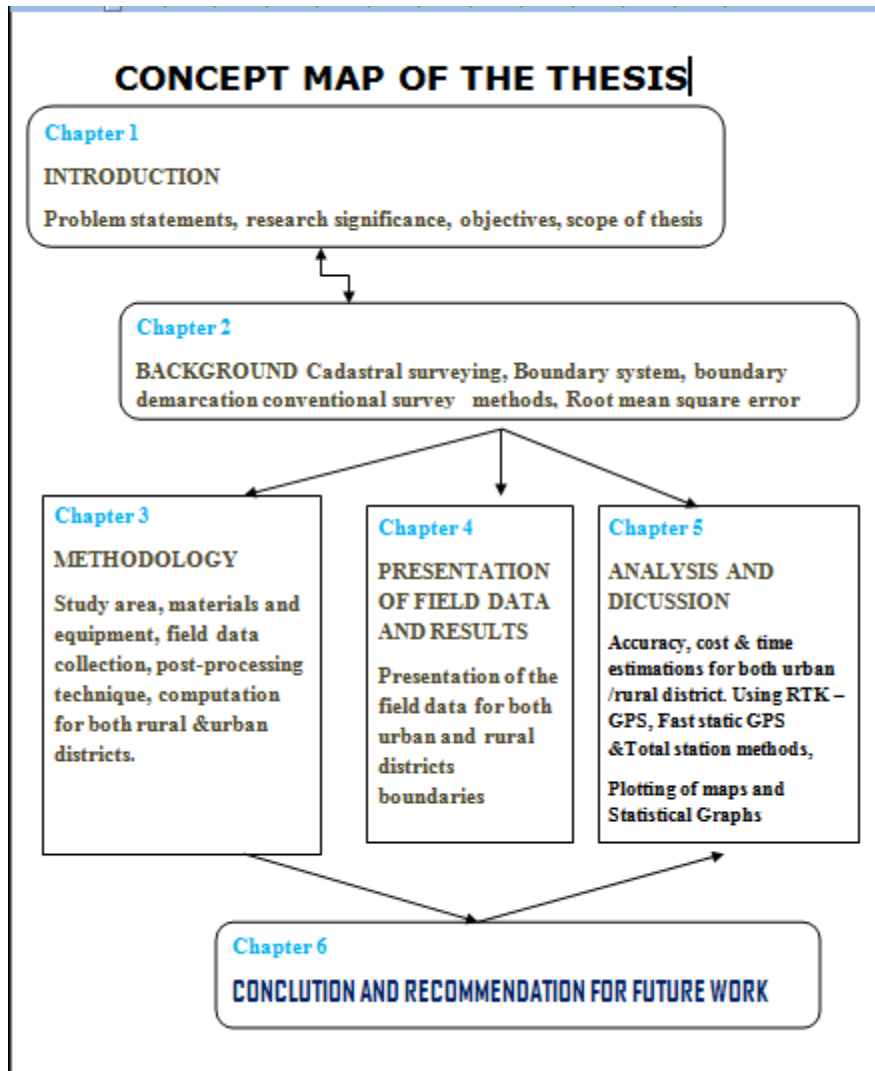 CONCEPT MAP OF THE THESIS
Chapter 1
INTRODUCTION
Problem statements, research significance, objectives, scope of thesis
Chapter 2
BACKGROUND Cadastral surveying, Boundary system, boundary
demarcation conventional survey methods, Root mean square error
Chapter 3
METHODOLOGY
Study area, materials and
equipment, field data
collection, post-processing
technique, computation
for both rural &urban
districts.
Chapter 4
PRESENTATION
OF FIELD DATA
AND RESULTS
Presentation of the
field data for both
urban and rural
districts
boundaries
Chapter 5
ANALYSIS AND
DICUSSION
Accuracy, cost & time
estimations for both urban
/rural district. Using RTK –
GPS, Fast static GPS
&Total station methods,
Plotting of maps and
Statistical Graphs
Chapter 6
CONCLUTION AND RECOMMENDATION FOR FUTURE WORK